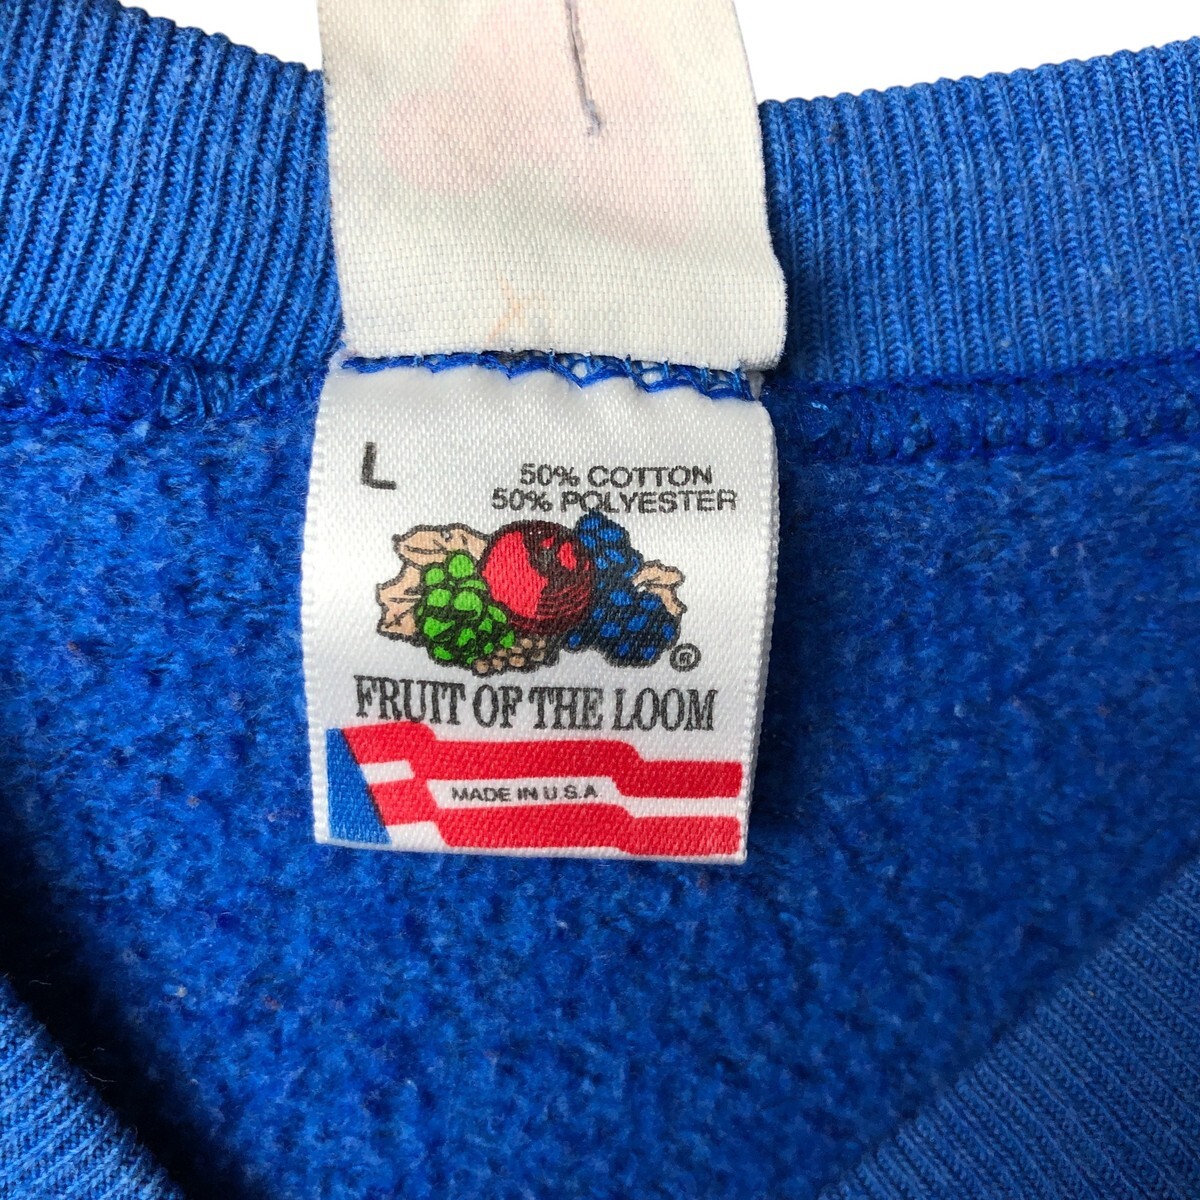 L
50% COTTON
50% POLYESTER
®
FRUIT OF THE LOOM
MADE IN U.S.A.